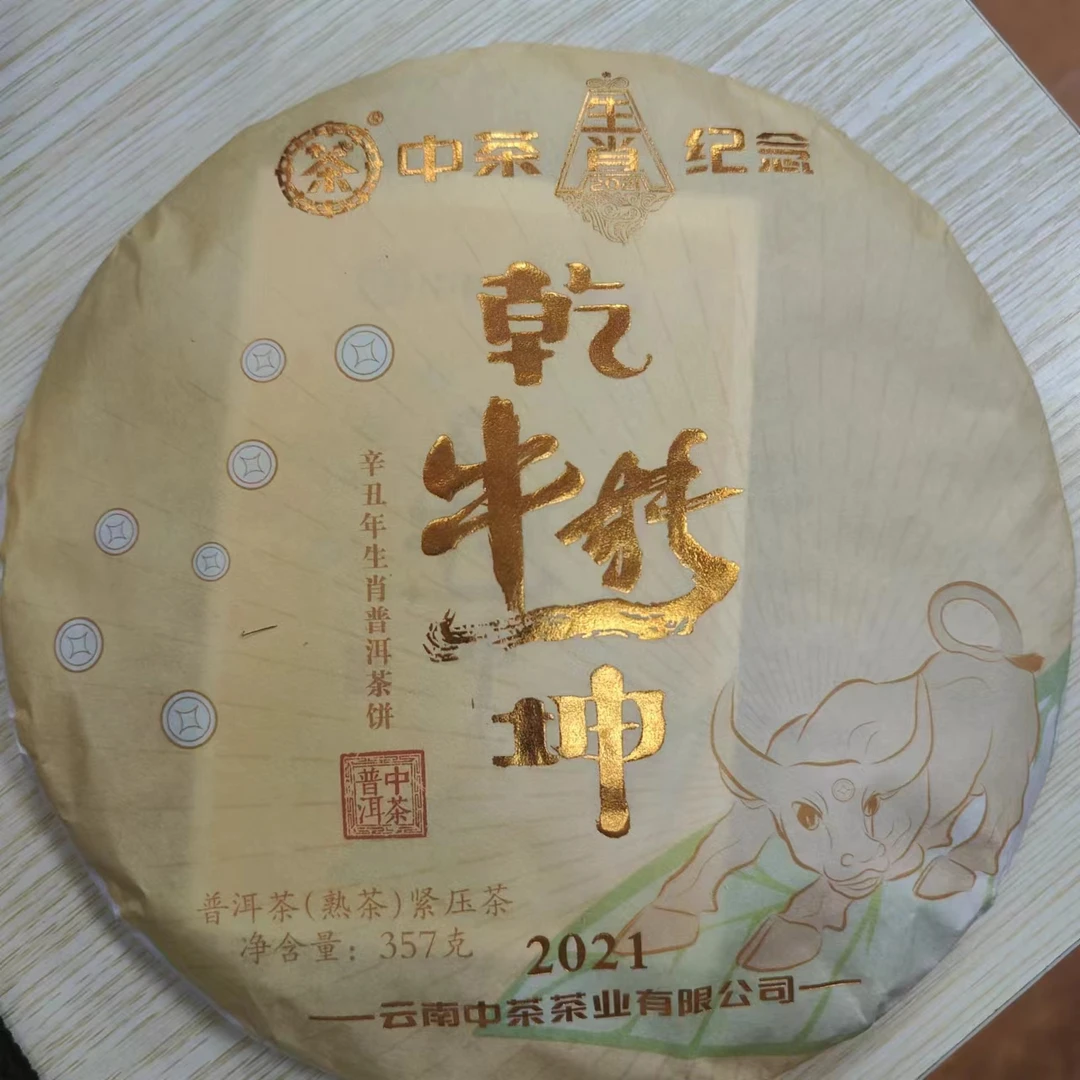 茶® 中茶 生肖 2021 纪念
乾
牛转
坤
辛丑年生肖普洱茶饼
中茶
普洱
普洱茶(熟茶)紧压茶
净含量：357克
2021
云南中茶茶业有限公司